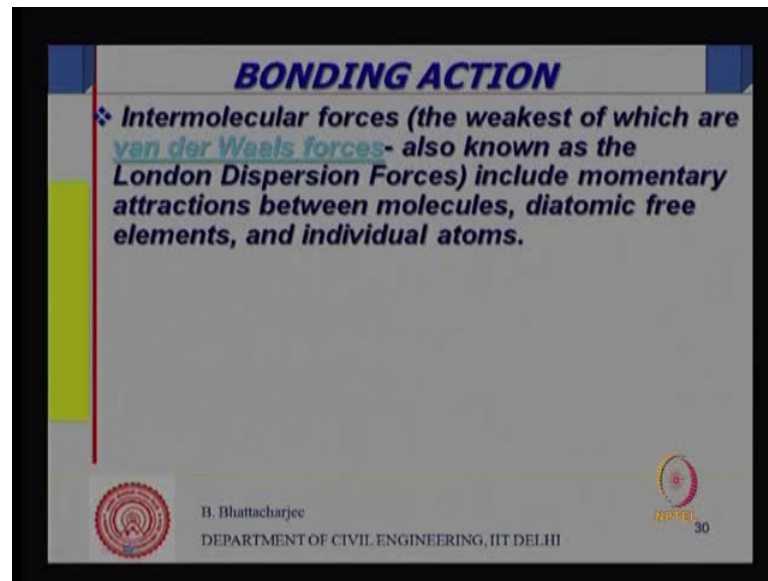 BONDING ACTION
❖ Intermolecular forces (the weakest of which are
van der Waals forces- also known as the
London Dispersion Forces) include momentary
attractions between molecules, diatomic free
elements, and individual atoms.
B. Bhattacharjee
DEPARTMENT OF CIVIL ENGINEERING, IIT DELHI
NPTEL
30